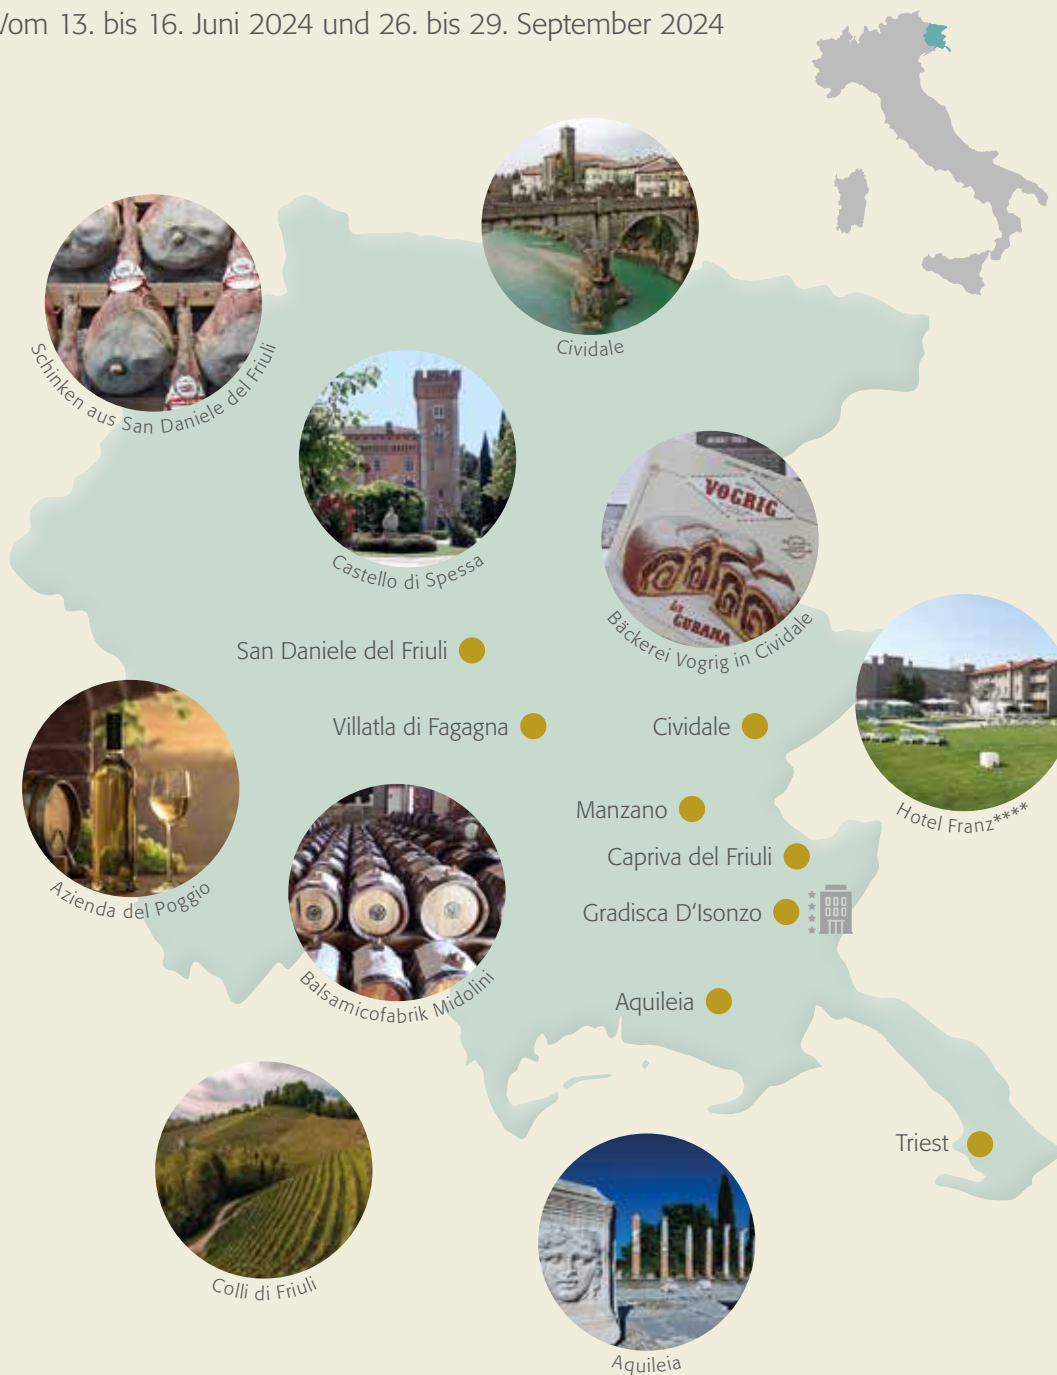 Vom 13. bis 16. Juni 2024 und 26. bis 29. September 2024
Cividale
Schinken aus San Daniele del Friuli
Castello di Spessa
VOGRIG
la
GUBANA
Bäckerei Vogrig in Cividale
San Daniele del Friuli
Villatla di Fagagna
Cividale
Hotel Franz****
Manzano
Capriva del Friuli
Azienda del Poggio
Gradisca D‘Isonzo
Balsamicofabrik Midolini
Aquileia
Triest
Colli di Friuli
Aquileia